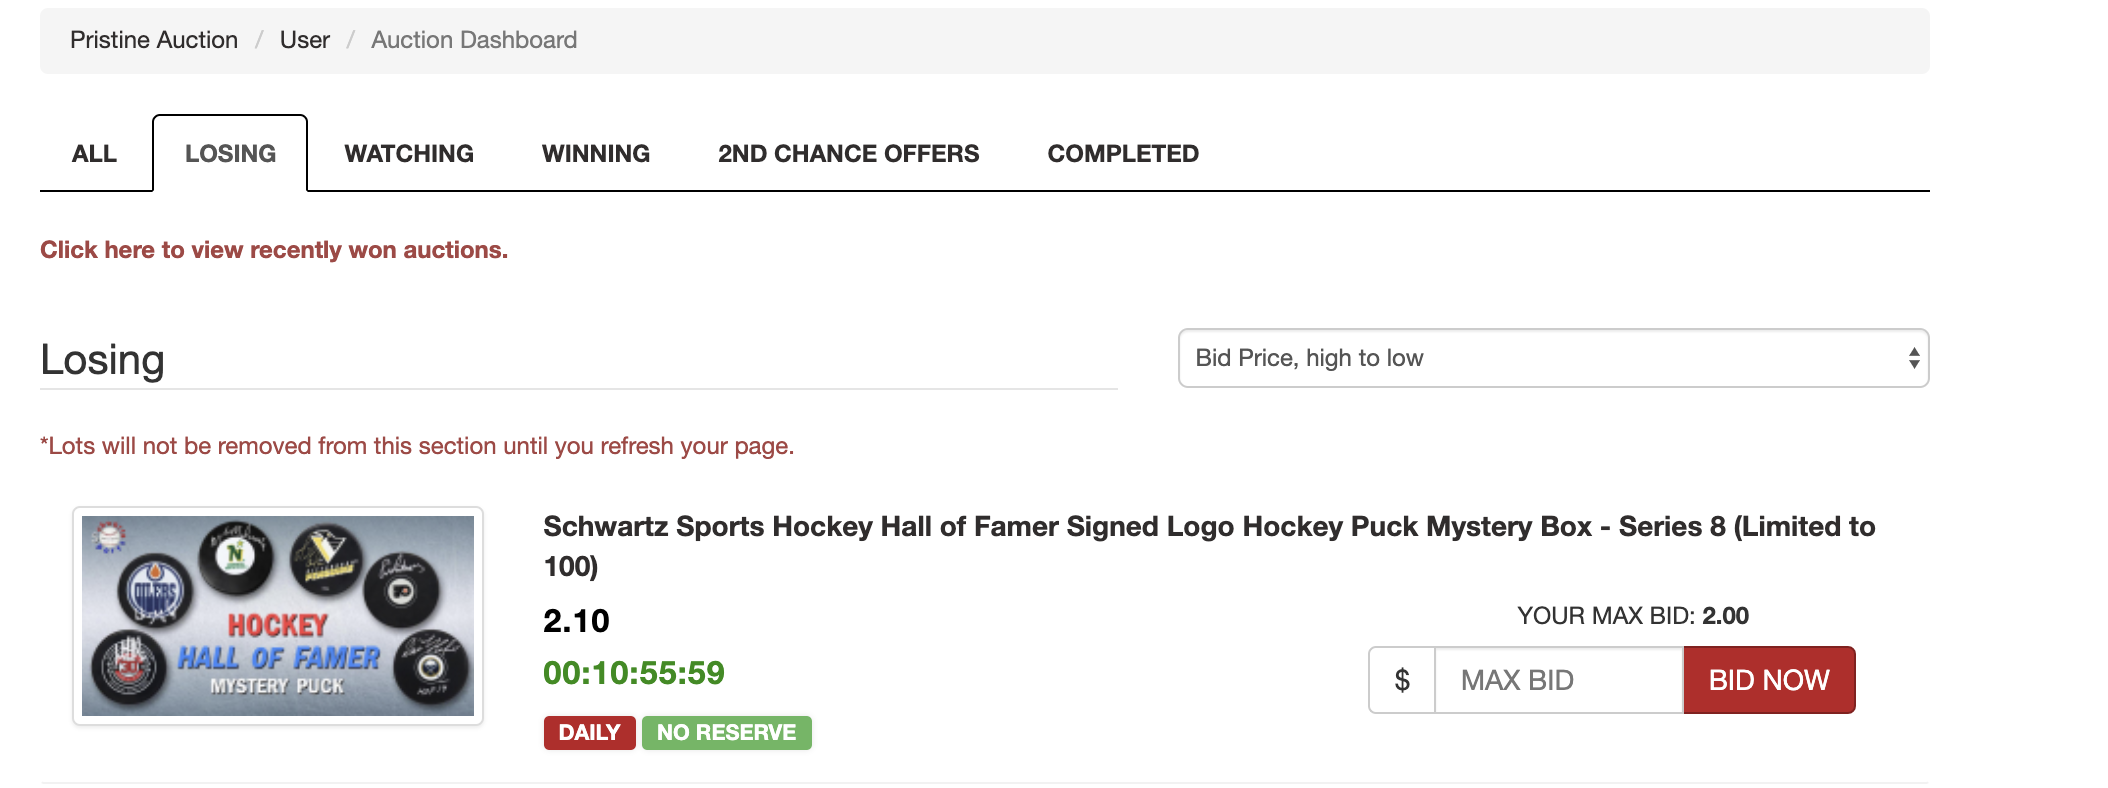 Pristine Auction / User / Auction Dashboard
ALL LOSING WATCHING WINNING 2ND CHANCE OFFERS COMPLETED
Click here to view recently won auctions.
Losing
Bid Price, high to low
*Lots will not be removed from this section until you refresh your page.
OILERS
N
HOCKEY
HALL OF FAMER
MYSTERY PUCK
Schwartz Sports Hockey Hall of Famer Signed Logo Hockey Puck Mystery Box - Series 8 (Limited to
100)
2.10
00:10:55:59
DAILY NO RESERVE
YOUR MAX BID: 2.00
$ MAX BID BID NOW